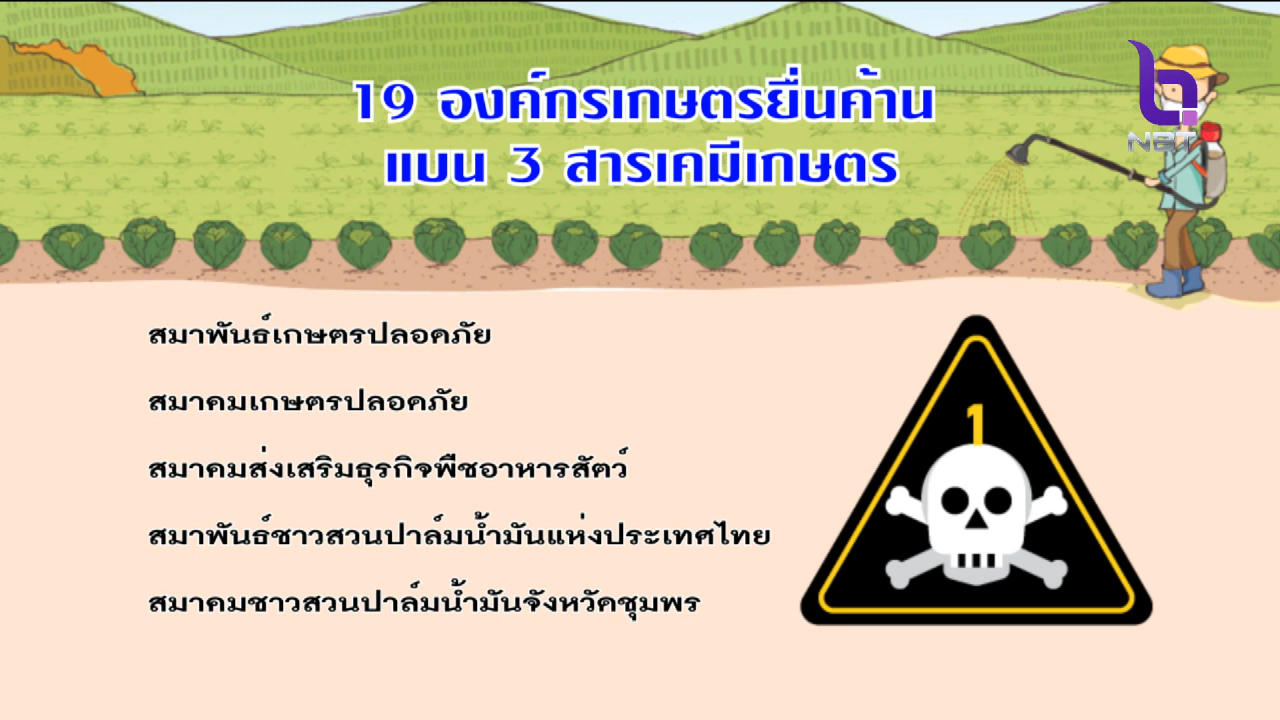 19 องค์กรเกษตรยื่นค้าน
แบน 3 สารเคมีเกษตร
NBT
สมาพันธ์เกษตรปลอดภัย
สมาคมเกษตรปลอดภัย
สมาคมส่งเสริมธุรกิจพืชอาหารสัตว์
สมาพันธ์ชาวสวนปาล์มน้ำมันแห่งประเทศไทย
สมาคมชาวสวนปาล์มน้ำมันจังหวัดชุมพร
1